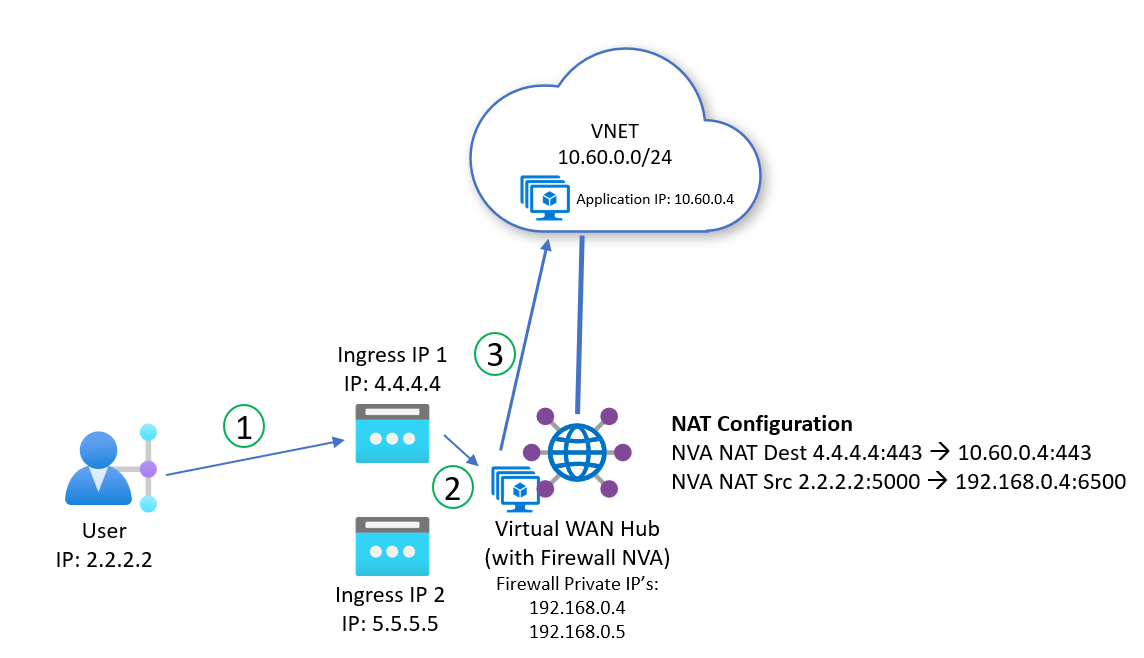 VNET
10.60.0.0/24
Application IP: 10.60.0.4
3
Ingress IP 1
IP: 4.4.4.4
1
2
User
IP: 2.2.2.2
Ingress IP 2
IP: 5.5.5.5
Virtual WAN Hub
(with Firewall NVA)
Firewall Private IP’s:
192.168.0.4
192.168.0.5
NAT Configuration
NVA NAT Dest 4.4.4.4:443 → 10.60.0.4:443
NVA NAT Src 2.2.2.2:5000 → 192.168.0.4:6500